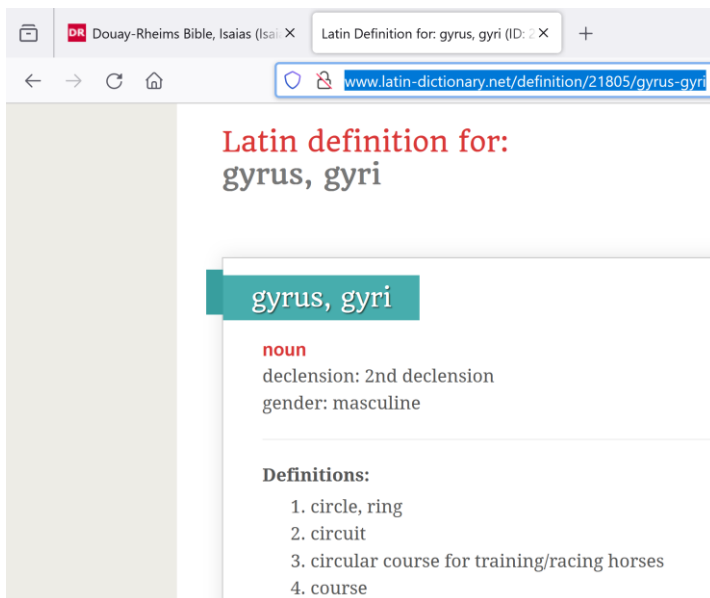 DR Douay-Rheims Bible, Isaias (Isai
Latin Definition for: gyrus, gyri (ID: 2
www.latin-dictionary.net/definition/21805/gyrus-gyri
Latin definition for:
gyrus, gyri
gyrus, gyri
noun
declension: 2nd declension
gender: masculine
Definitions:
1. circle, ring
2. circuit
3. circular course for training/racing horses
4. course